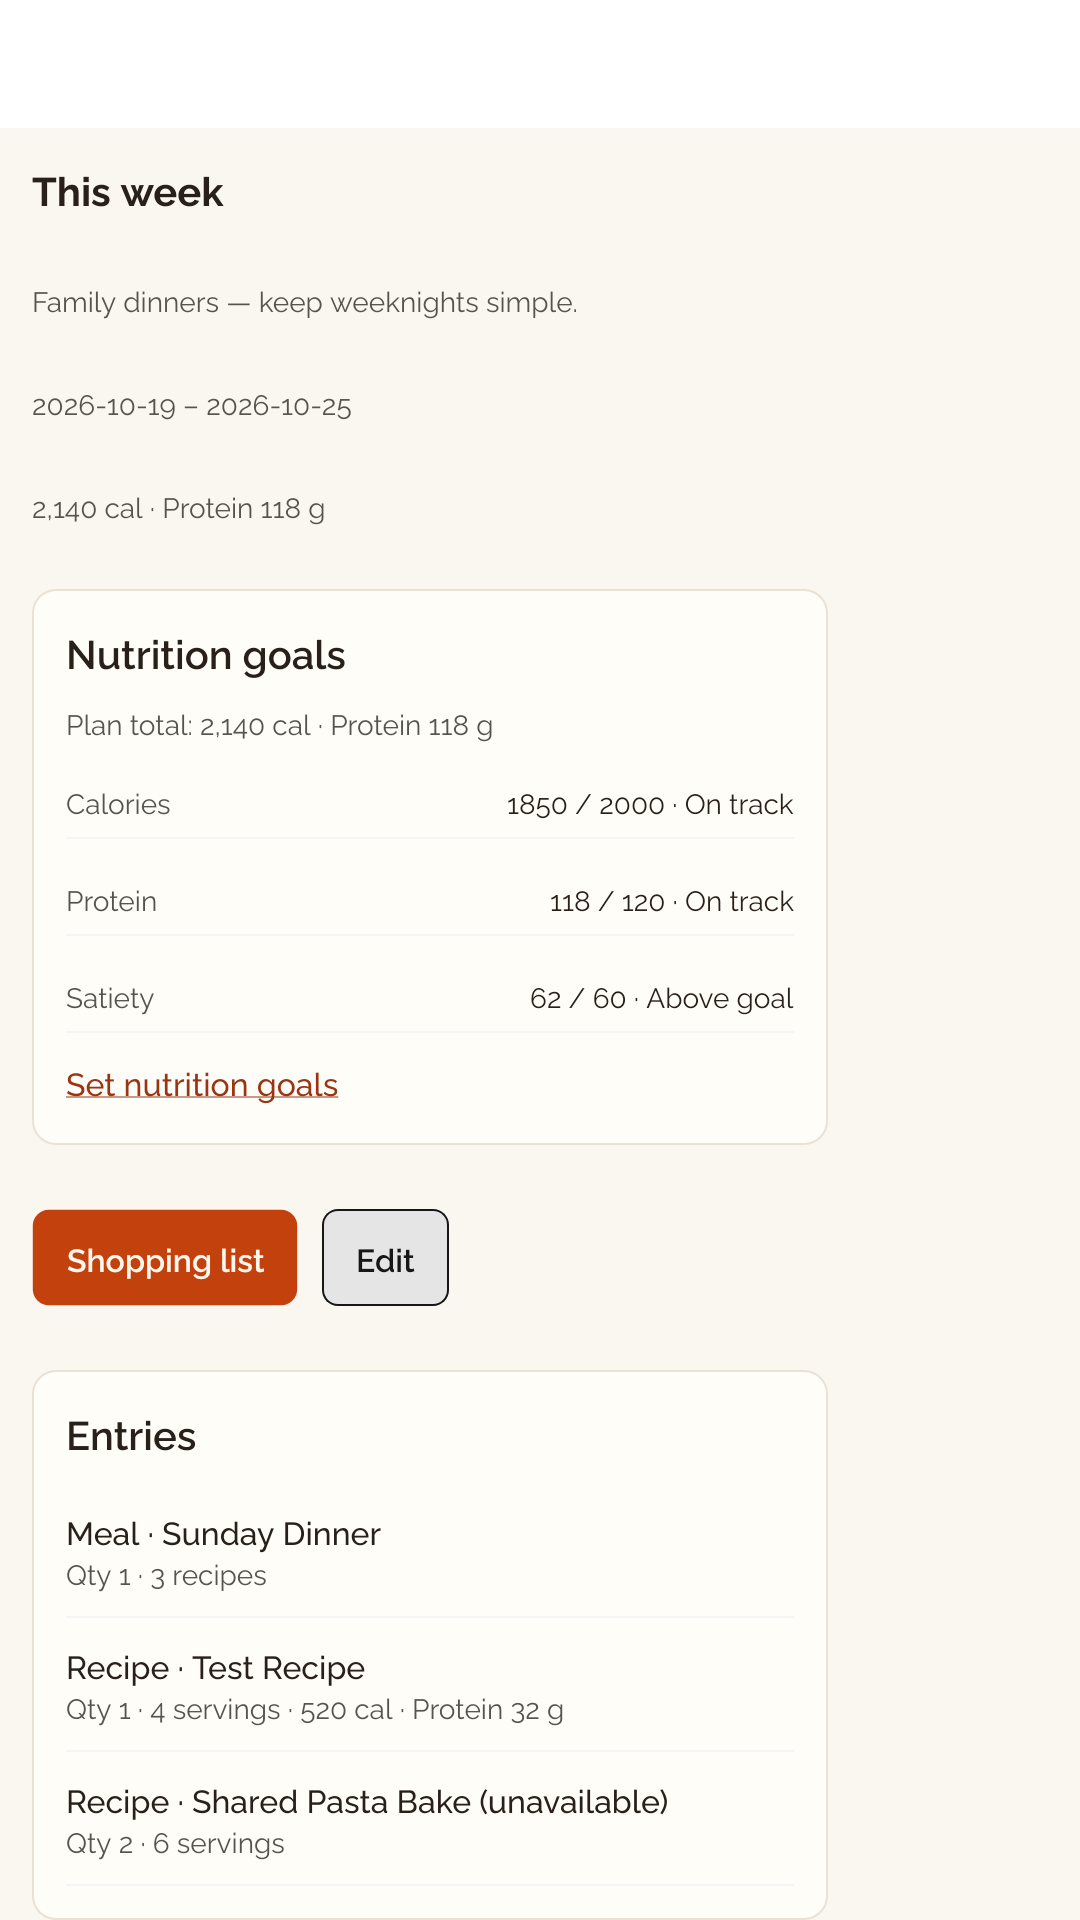 This week
Family dinners — keep weeknights simple.
2026-10-19 – 2026-10-25
2,140 cal · Protein 118 g
Nutrition goals
Plan total: 2,140 cal · Protein 118 g
Calories 1850 / 2000 · On track
Protein 118 / 120 · On track
Satiety 62 / 60 · Above goal
Set nutrition goals
Shopping list Edit
Entries
Meal · Sunday Dinner
Qty 1 · 3 recipes
Recipe · Test Recipe
Qty 1 · 4 servings · 520 cal · Protein 32 g
Recipe · Shared Pasta Bake (unavailable)
Qty 2 · 6 servings